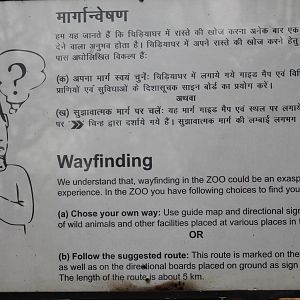 मार्गान्वेषण
हम यह जानते हैं कि चिड़ियाघर में रास्ते की खोज करना अनेक बार एक
देने वाला अनुभव होता है। चिड़ियाघर में अपने रास्ते की खोज करने हेतु
पास अधोलिखित विकल्प हैं:
(क) अपना मार्ग स्वयं चुनें: चिड़ियाघर में लगाये गये गाइड मैप एवं विभि
प्राणियों एवं सुविधाओं के दिशासूचक साइन बोर्ड का प्रयोग करें।
अथवा
(ख) सुझावात्मक मार्ग पर चलें: यह मार्ग गाइड मैप एवं स्थल पर लगाये
पर चिन्ह द्वारा दर्शाये गये हैं। सुझावात्मक मार्ग की लम्बाई लगभग
?
Wayfinding
We understand that, wayfinding in the ZOO could be an exasp
experience. In the ZOO you have following choices to find you
(a) Chose your own way: Use guide map and directional sign
of wild animals and other facilities placed at various places in t
OR
(b) Follow the suggested route: This route is marked on the
as well as on the directional boards placed on ground as sign
The length of the route is about 5 km.